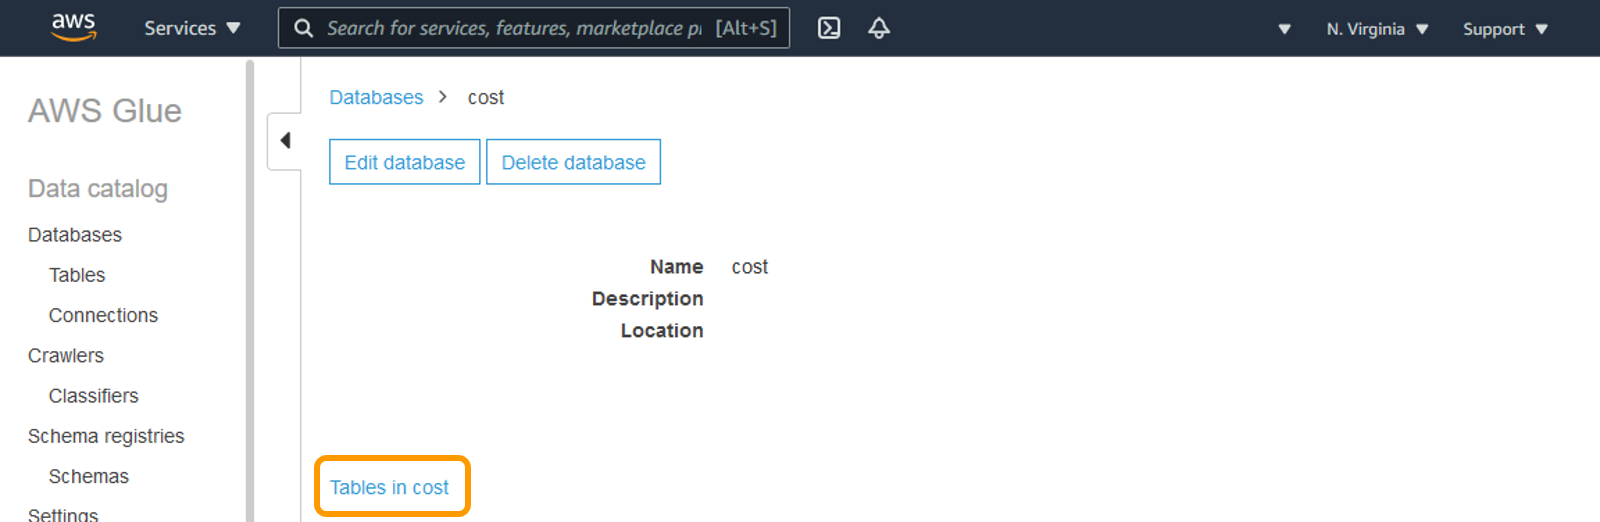 aws Services Search for services, features, marketplace pr [Alt+S] N. Virginia Support
AWS Glue
Data catalog
Databases
Tables
Connections
Crawlers
Classifiers
Schema registries
Schemas
Settings
Databases > cost
Edit database Delete database
Name cost
Description
Location
Tables in cost